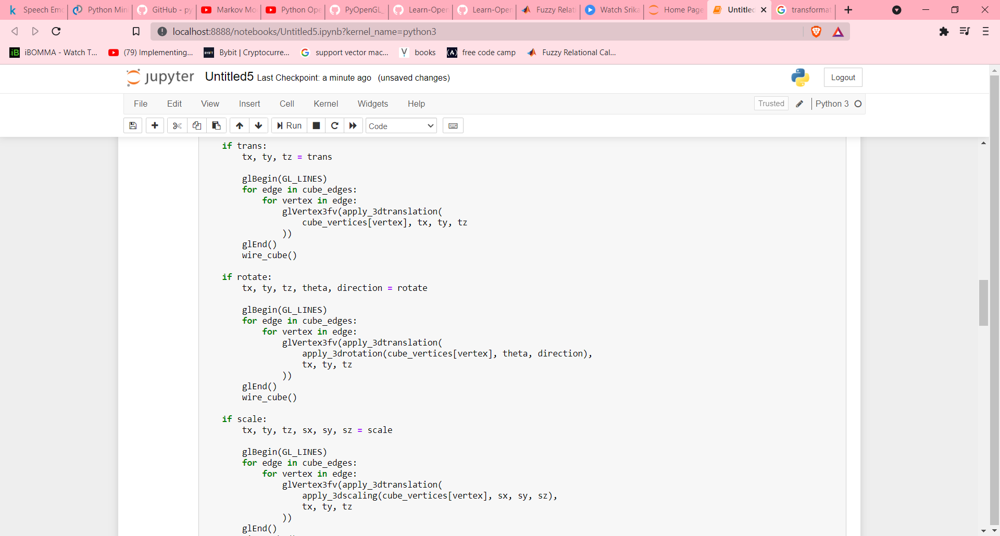 Speech Emo
Python Min
GitHub - py
Markov Mo
Python Ope
PyOpenGL_
Learn-Open
Learn-Open
Fuzzy Relati
Watch Srika
Home Page
Untitled
transformat
localhost:8888/notebooks/Untitled5.ipynb?kernel_name=python3
iBOMMA - Watch T...
(79) Implementing...
Bybit | Cryptocurre...
support vector mac...
books
free code camp
Fuzzy Relational Cal...
jupyter Untitled5 Last Checkpoint: a minute ago (unsaved changes)
Logout
File Edit View Insert Cell Kernel Widgets Help
Trusted
Python 3
Run
Code
if trans:
tx, ty, tz = trans
glBegin(GL_LINES)
for edge in cube_edges:
for vertex in edge:
glVertex3fv(apply_3dtranslation(
cube_vertices[vertex], tx, ty, tz
))
glEnd()
wire_cube()
if rotate:
tx, ty, tz, theta, direction = rotate
glBegin(GL_LINES)
for edge in cube_edges:
for vertex in edge:
glVertex3fv(apply_3dtranslation(
apply_3drotation(cube_vertices[vertex], theta, direction),
tx, ty, tz
))
glEnd()
wire_cube()
if scale:
tx, ty, tz, sx, sy, sz = scale
glBegin(GL_LINES)
for edge in cube_edges:
for vertex in edge:
glVertex3fv(apply_3dtranslation(
apply_3dscaling(cube_vertices[vertex], sx, sy, sz),
tx, ty, tz
))
glEnd()